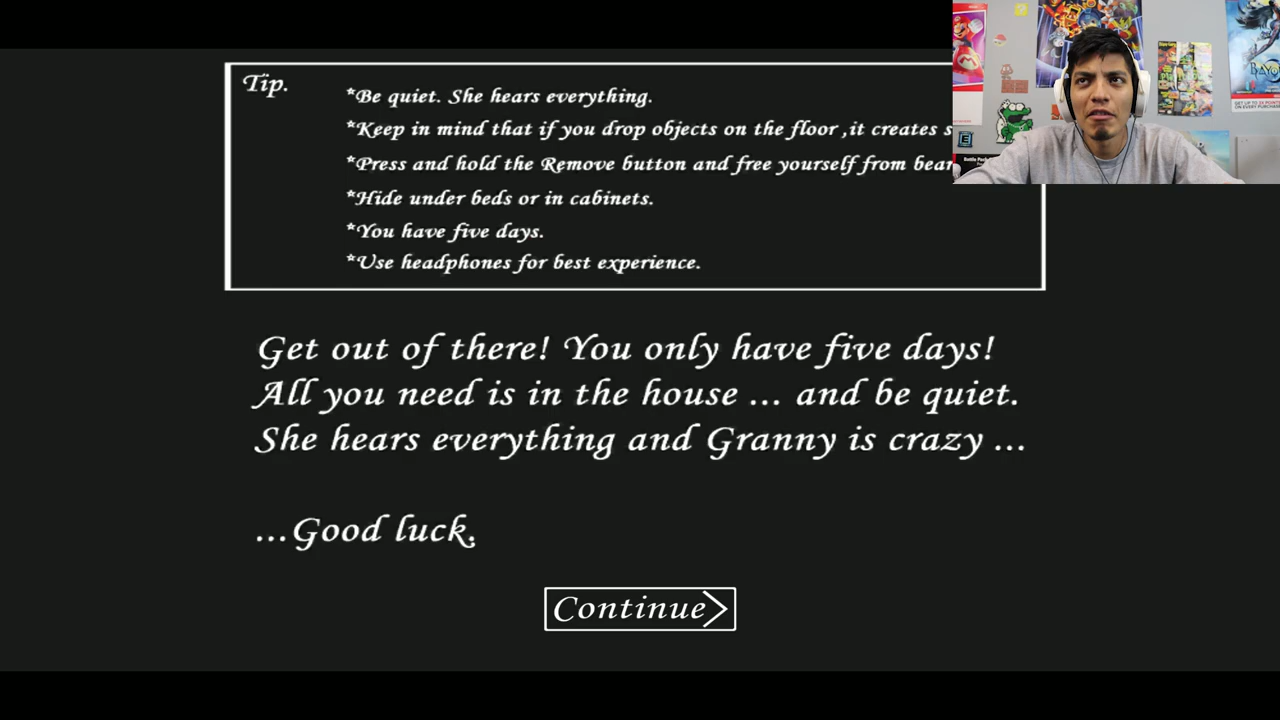 Tip.
*Be quiet. She hears everything.
*Keep in mind that if you drop objects on the floor ,it creates
*Press and hold the Remove button and free yourself from
*Hide under beds or in cabinets.
*You have five days.
*Use headphones for best experience.
Get out of there! You only have five days!
All you need is in the house ... and be quiet.
She hears everything and Granny is crazy ...
...Good luck.
Continue